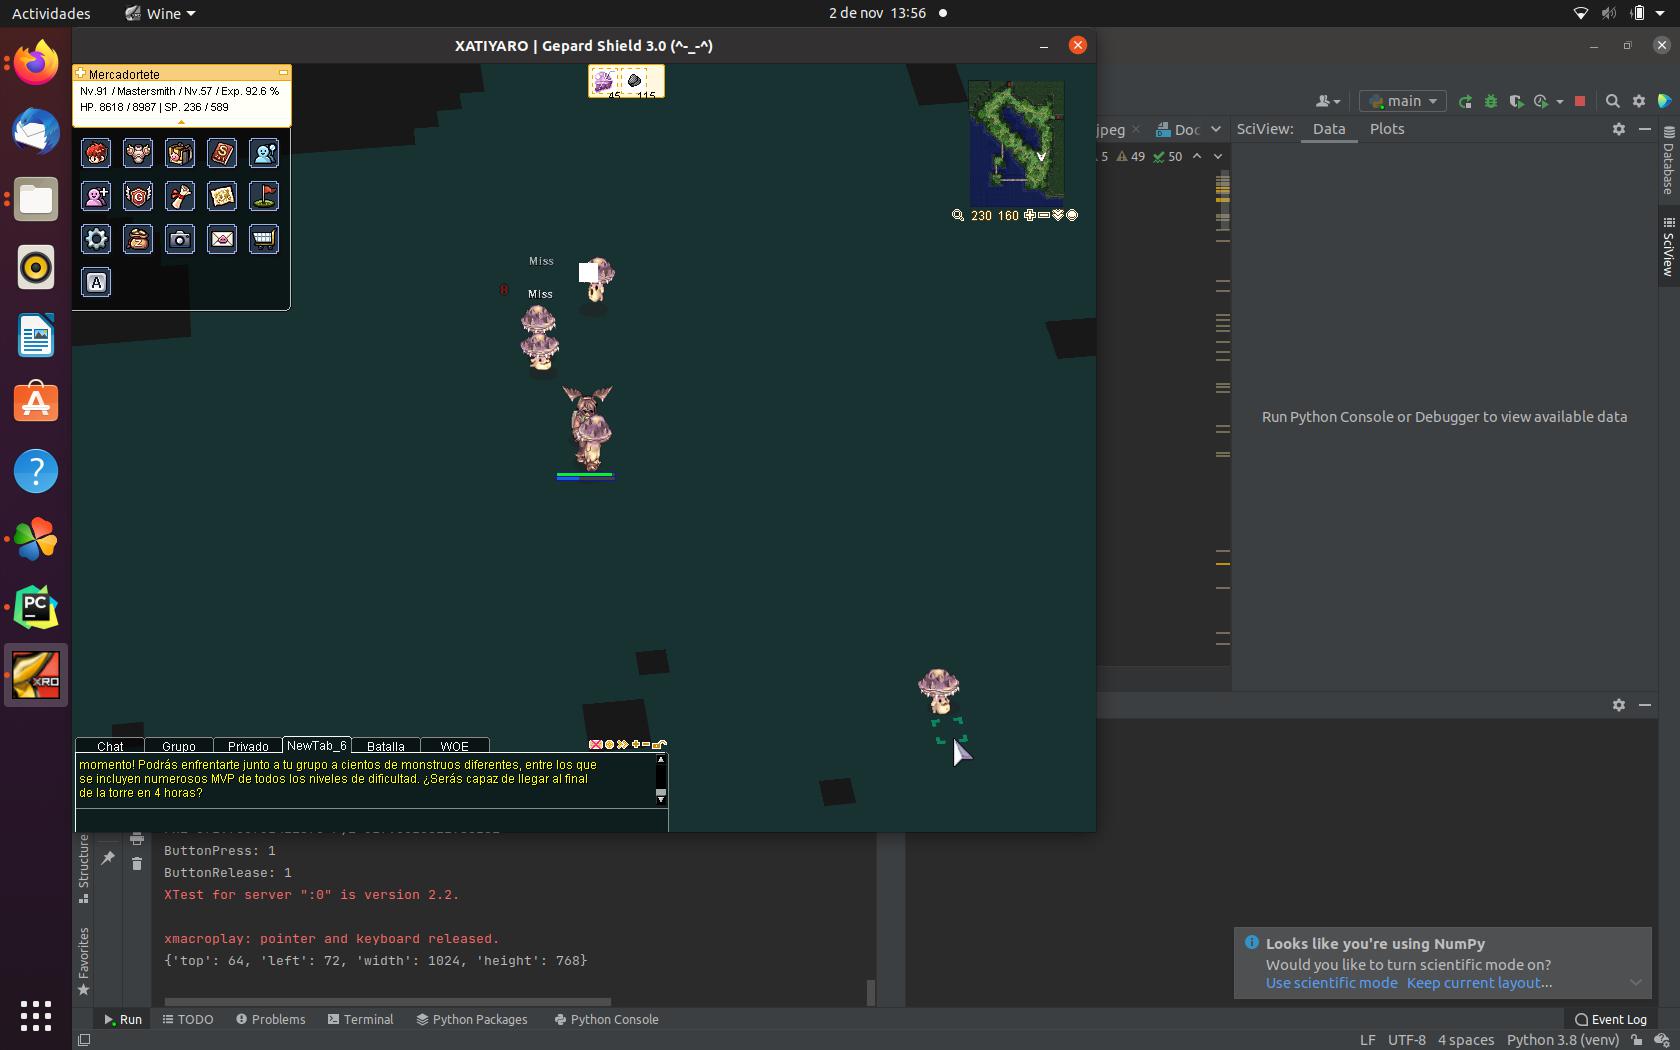 Actividades
Wine
2 de nov 13:56
XATIYARO | Gepard Shield 3.0 (^-_-^)
Mercadortete
Nv.91 / Mastersmith / Nv.57 / Exp. 92.6 %
HP. 8618 / 8987 | SP. 236 / 589
45
115
S
G
Z
A
230 160
Miss
8
Miss
Chat
Grupo
Privado
NewTab_6
Batalla
WOE
momento! Podrás enfrentarte junto a tu grupo a cientos de monstruos diferentes, entre los que
se incluyen numerosos MVP de todos los niveles de dificultad. ¿Serás capaz de llegar al final
de la torre en 4 horas?
main
jpeg
Doc
SciView:
Data
Plots
5
49
50
Database
SciView
Run Python Console or Debugger to view available data
PC
XRO
Structure
Favorites
ButtonPress: 1
ButtonRelease: 1
XTest for server ":0" is version 2.2.
xmacroplay: pointer and keyboard released.
{'top': 64, 'left': 72, 'width': 1024, 'height': 768}
Looks like you're using NumPy
Would you like to turn scientific mode on?
Use scientific mode Keep current layout...
Run
TODO
Problems
Terminal
Python Packages
Python Console
Event Log
LF UTF-8 4 spaces Python 3.8 (venv)